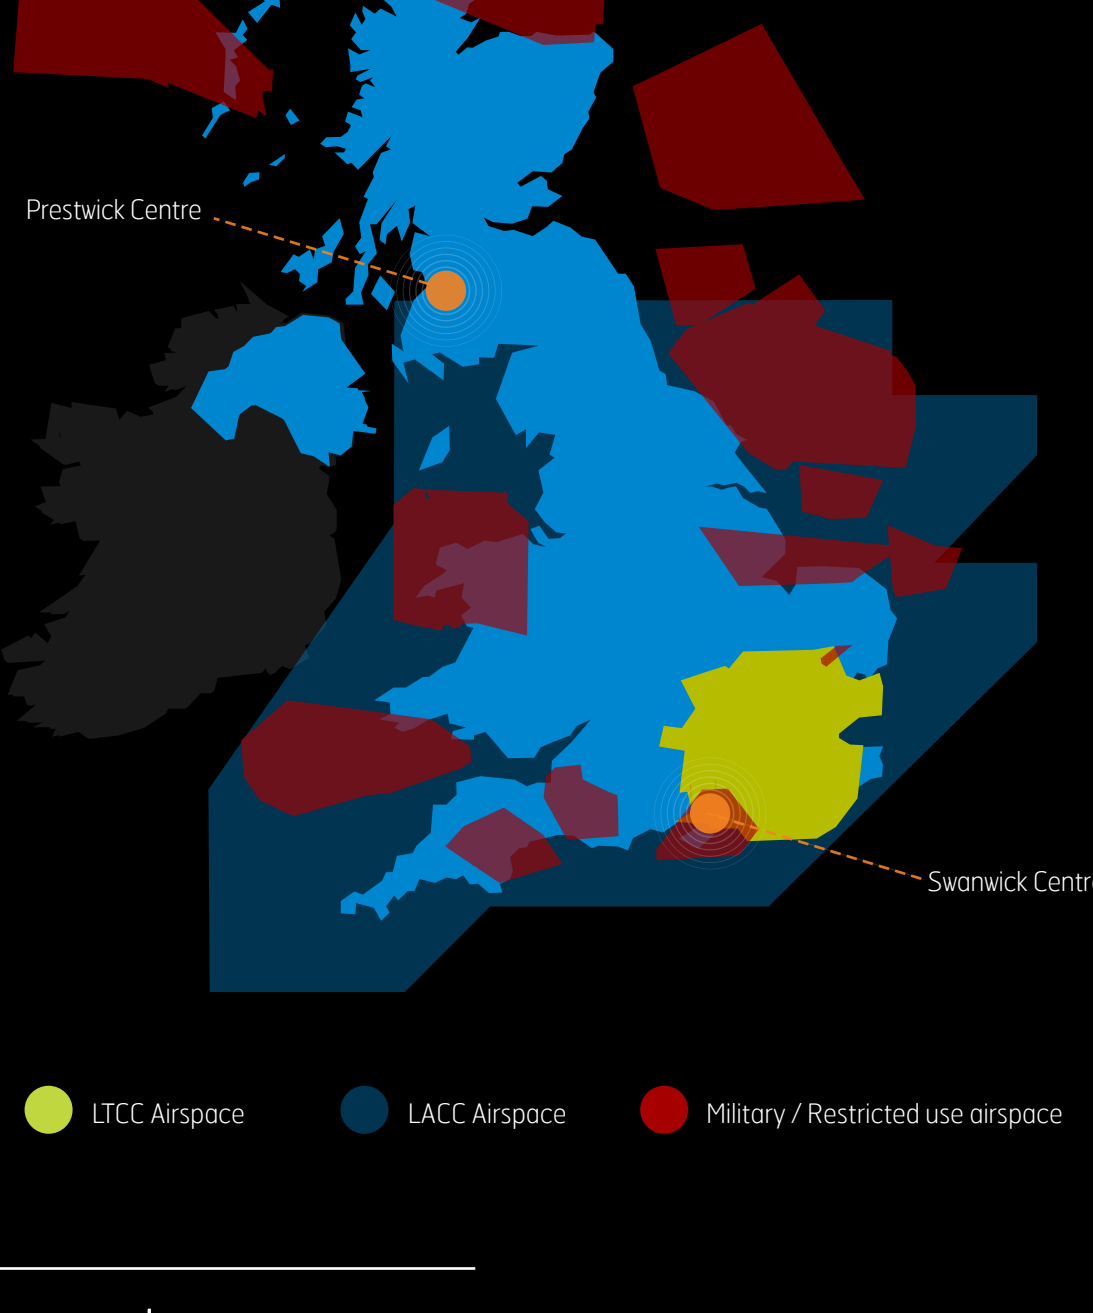 Prestwick Centre
Swanwick Centr
LTCC Airspace
LACC Airspace
Military / Restricted use airspace